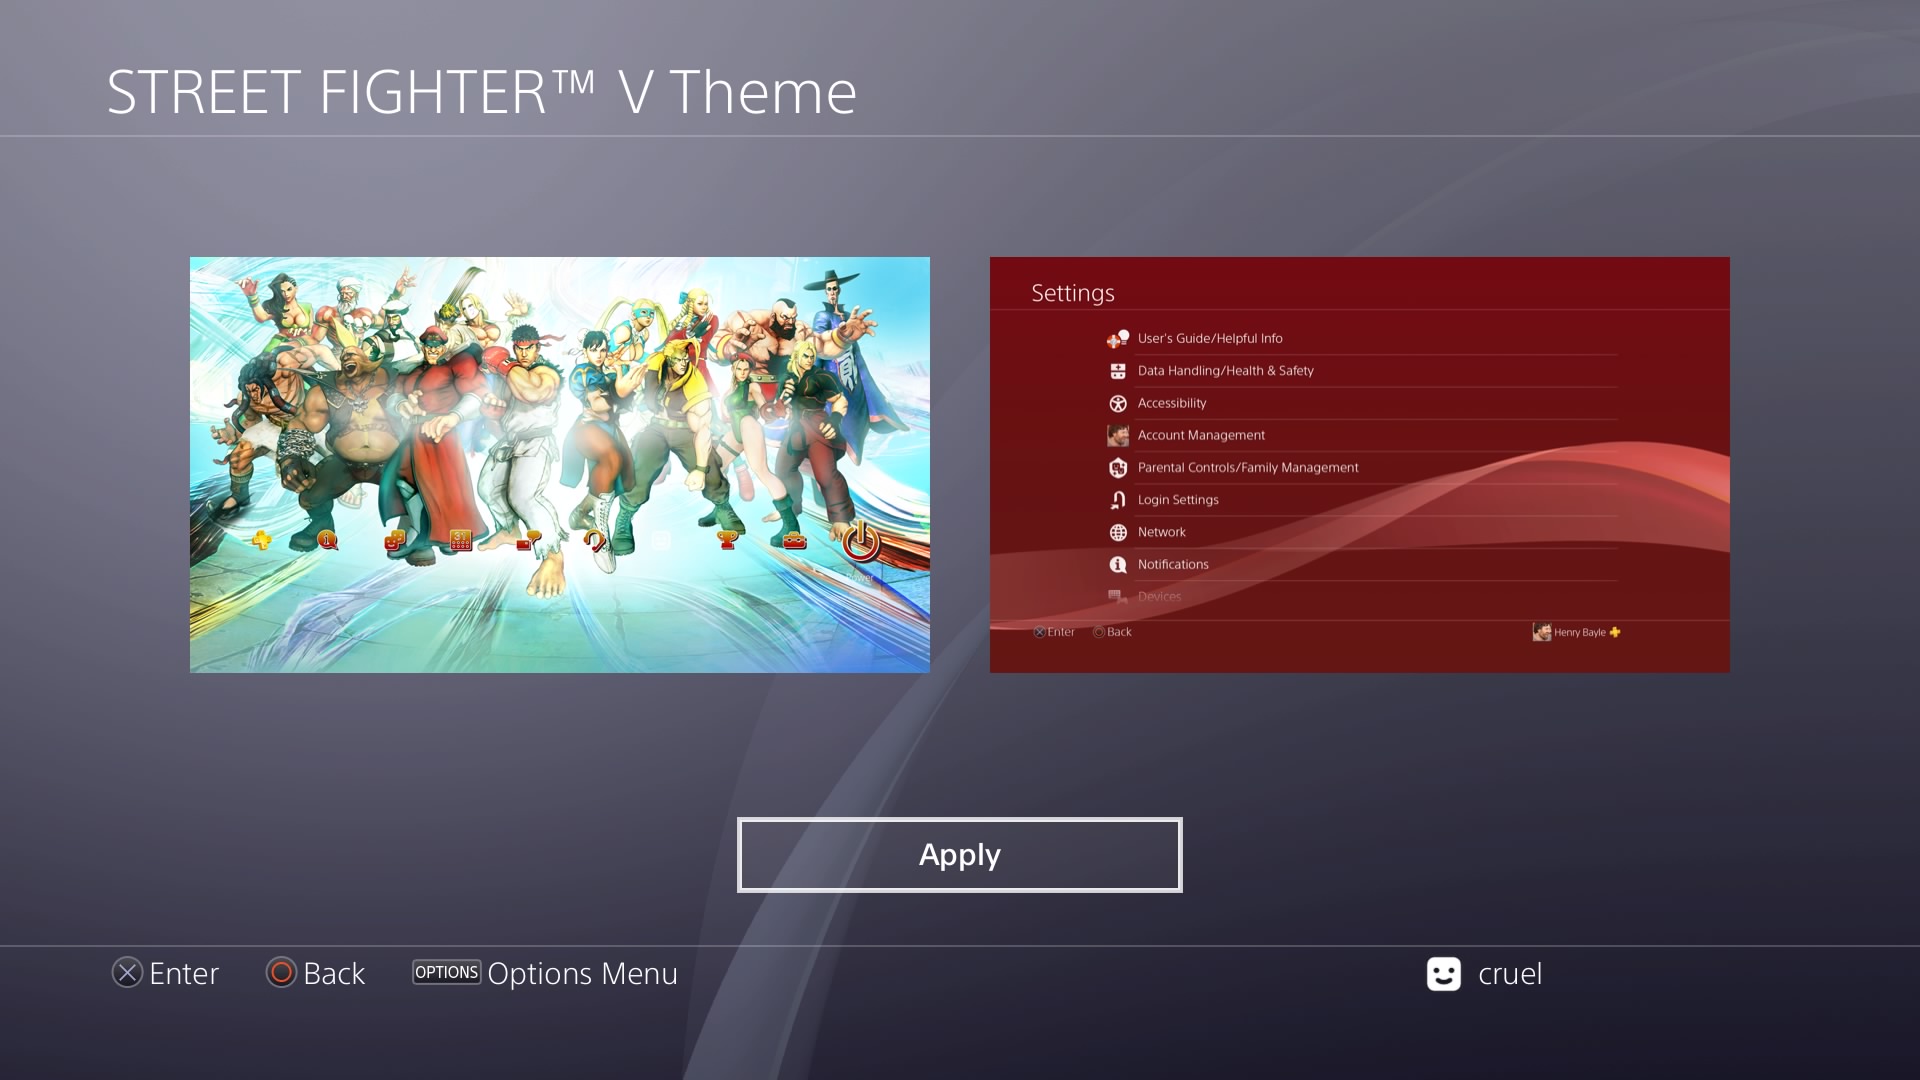 STREET FIGHTER™ V Theme
Power
Settings
User's Guide/Helpful Info
Data Handling/Health & Safety
Accessibility
Account Management
Parental Controls/Family Management
Login Settings
Network
Notifications
Devices
Enter Back Henry Bayle
Apply
Enter Back OPTIONS Options Menu cruel